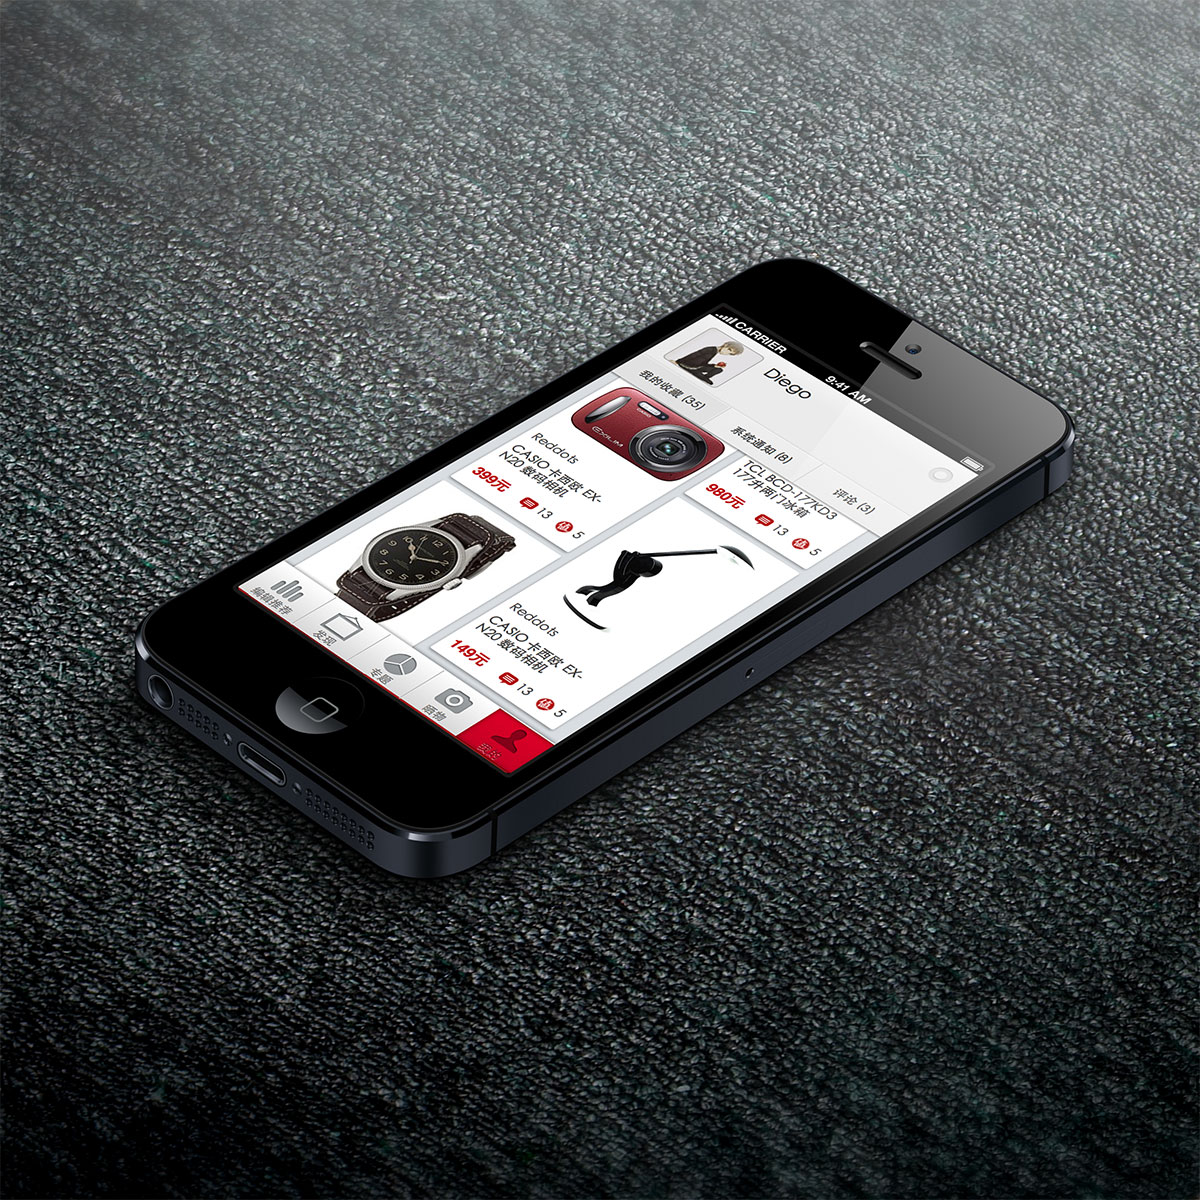 CARRIER
9:41 AM
Diego
我的收藏 (35)
系统通知 (8)
评论 (3)
EXILIM
Reddots
CASIO 卡西欧 EX-
N20 数码相机
399元
13
5
TCL BCD-177KD3
177升两门冰箱
980元
13
5
Reddots
CASIO 卡西欧 EX-
N20 数码相机
149元
13
5
编辑推荐
发现
专题
晒物